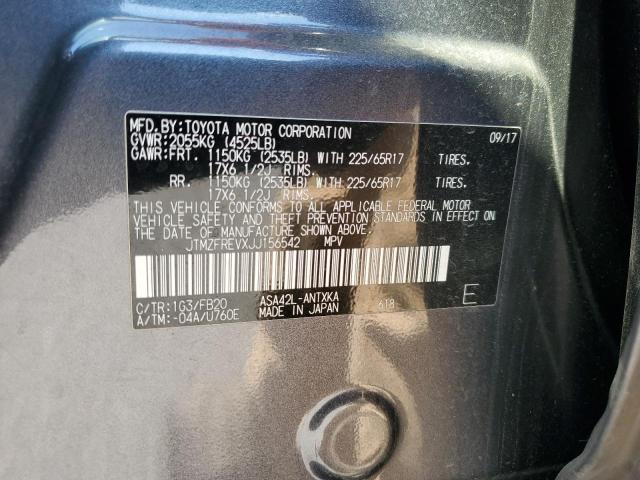 MFD.BY:TOYOTA MOTOR CORPORATION 09/17
GVWR:2055KG (4525LB)
GAWR:FRT. 1150KG (2535LB) WITH 225/65R17 TIRES.
17X6 1/2J RIMS.
RR. 1150KG (2535LB) WITH 225/65R17 TIRES.
17X6 1/2J RIMS.
THIS VEHICLE CONFORMS TO ALL APPLICABLE FEDERAL MOTOR
VEHICLE SAFETY AND THEFT PREVENTION STANDARDS IN EFFECT ON
THE DATE OF MANUFACTURE SHOWN ABOVE.
JTMZFREVXJJ156542 MPV
C/TR:1G3/FB20 ASA42L-ANTXKA 618 E
A/TM:-04A/U760E MADE IN JAPAN